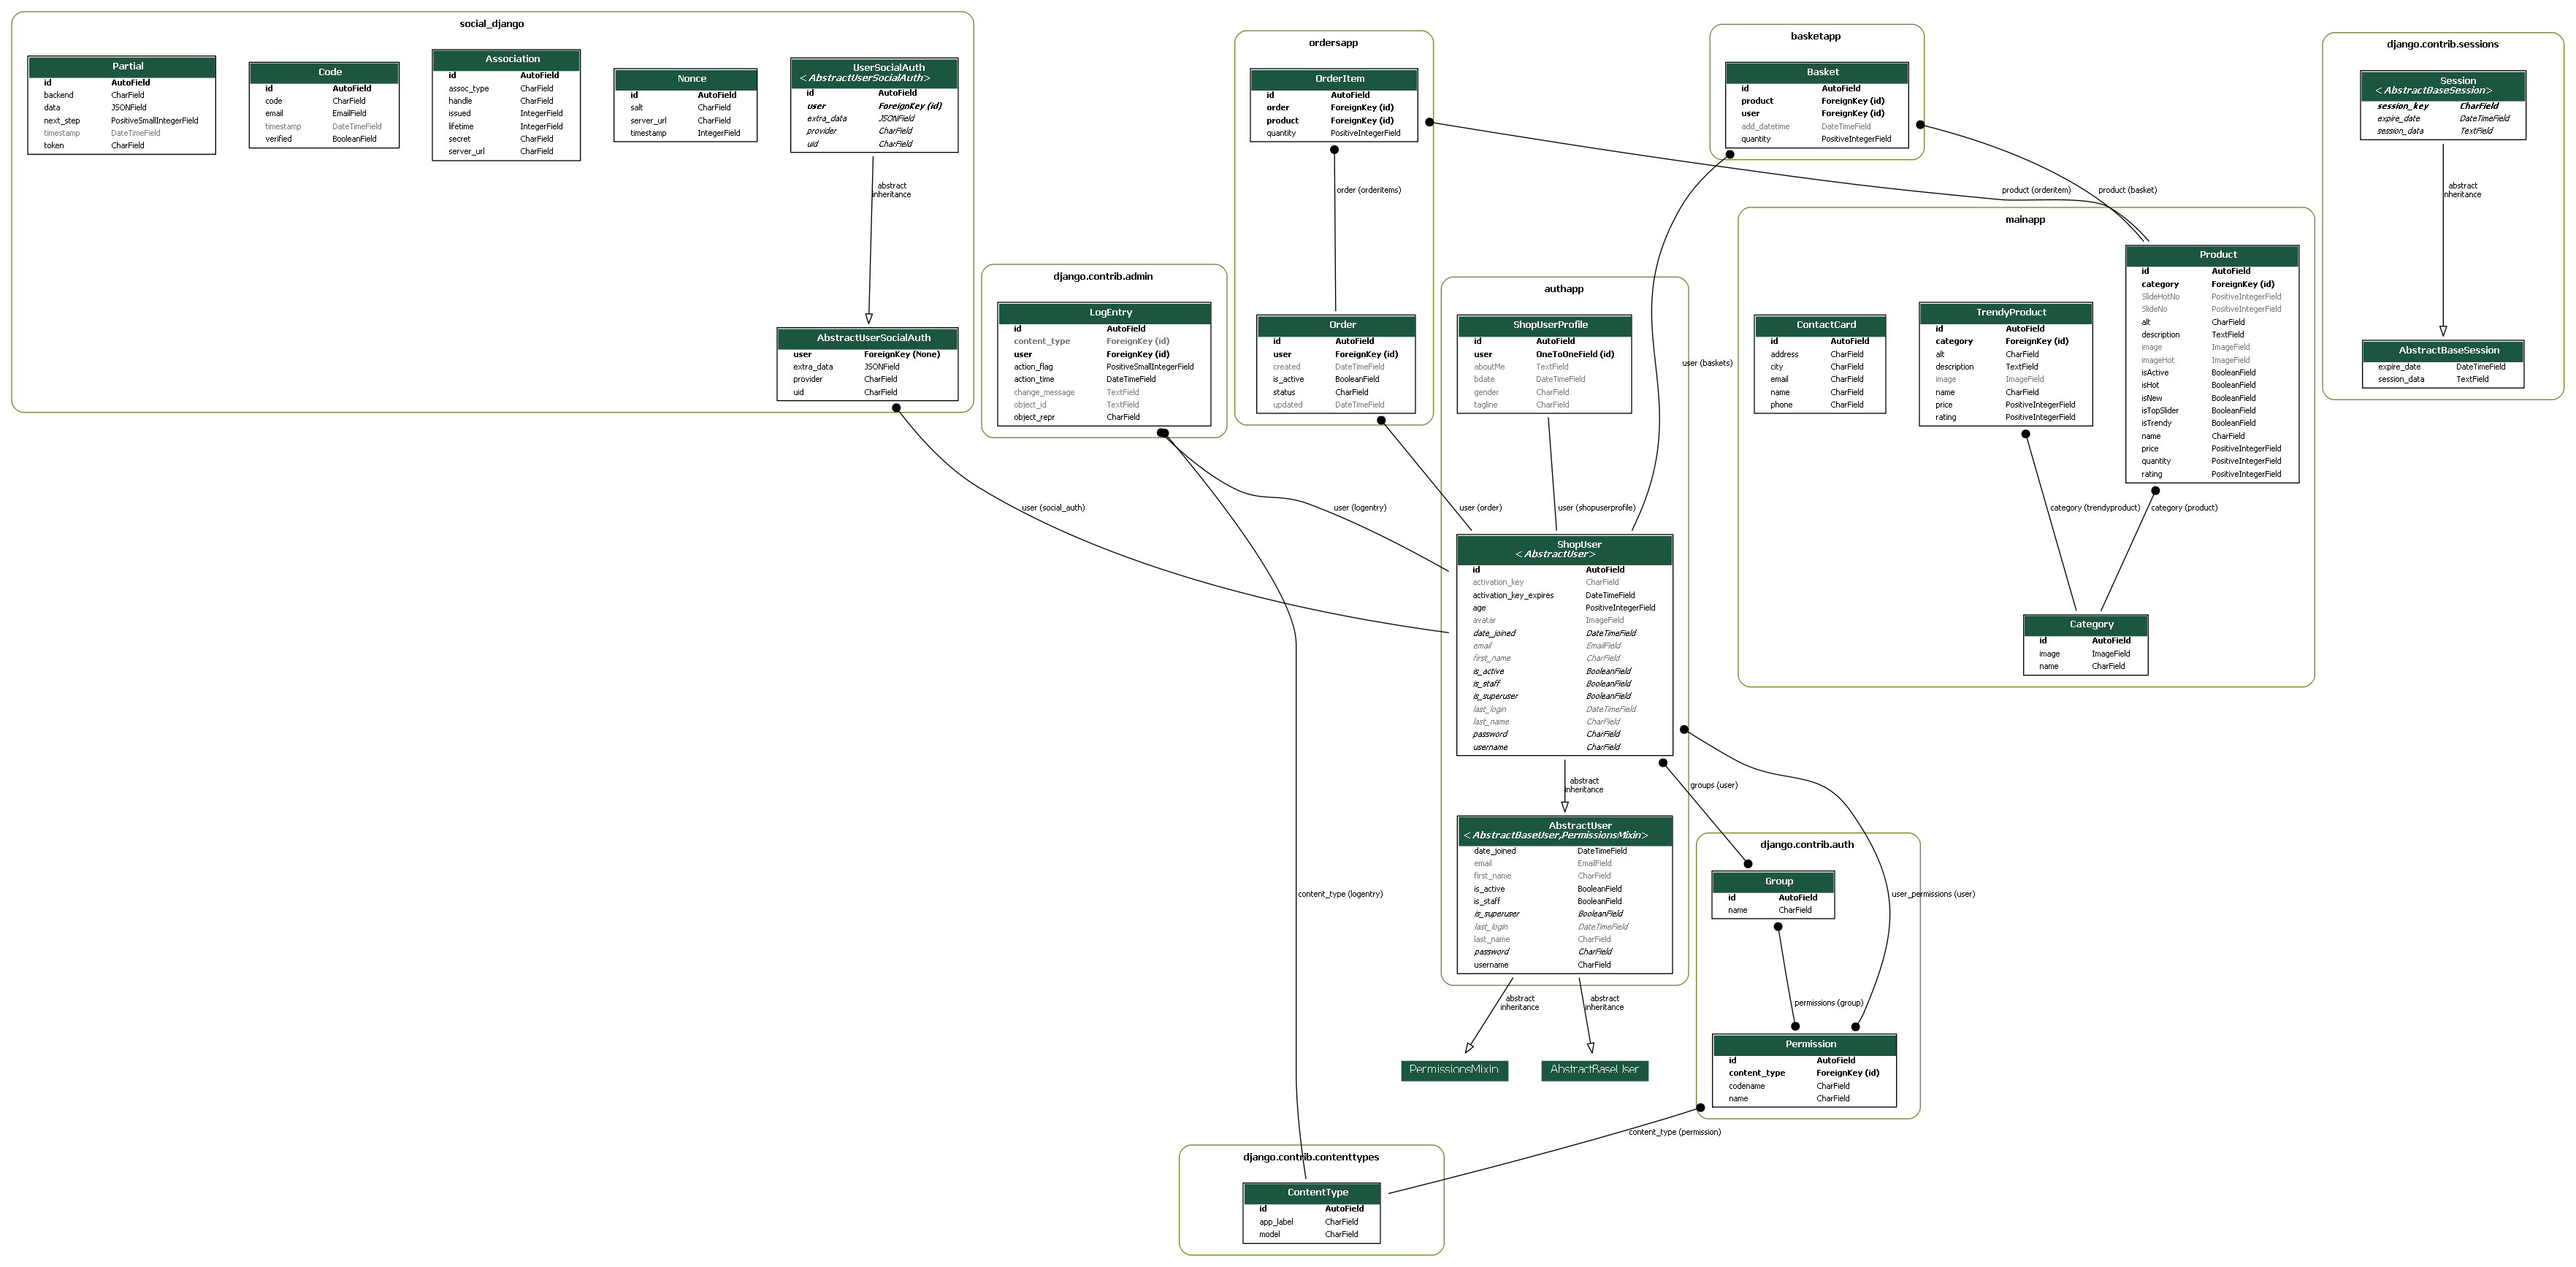 social_django
Partial
id AutoField
backend CharField
data JSONField
next_step PositiveSmallIntegerField
timestamp DateTimeField
token CharField
Code
id AutoField
code CharField
email EmailField
timestamp DateTimeField
verified BooleanField
Association
id AutoField
assoc_type CharField
handle CharField
issued IntegerField
lifetime IntegerField
secret CharField
server_url CharField
Nonce
id AutoField
salt CharField
server_url CharField
timestamp IntegerField
UserSocialAuth
<AbstractUserSocialAuth>
id AutoField
user ForeignKey (id)
extra_data JSONField
provider CharField
uid CharField
abstract
inheritance
AbstractUserSocialAuth
user ForeignKey (None)
extra_data JSONField
provider CharField
uid CharField
django.contrib.admin
LogEntry
id AutoField
content_type ForeignKey (id)
user ForeignKey (id)
action_flag PositiveSmallIntegerField
action_time DateTimeField
change_message TextField
object_id TextField
object_repr CharField
ordersapp
OrderItem
id AutoField
order ForeignKey (id)
product ForeignKey (id)
quantity PositiveIntegerField
order (orderitems)
Order
id AutoField
user ForeignKey (id)
created DateTimeField
is_active BooleanField
status CharField
updated DateTimeField
basketapp
Basket
id AutoField
product ForeignKey (id)
user ForeignKey (id)
add_datetime DateTimeField
quantity PositiveIntegerField
product (orderitem)
product (basket)
user (baskets)
django.contrib.sessions
Session
<AbstractBaseSession>
session_key CharField
expire_date DateTimeField
session_data TextField
abstract
inheritance
AbstractBaseSession
expire_date DateTimeField
session_data TextField
mainapp
ContactCard
id AutoField
address CharField
city CharField
email CharField
name CharField
phone CharField
TrendyProduct
id AutoField
category ForeignKey (id)
alt CharField
description TextField
image ImageField
name CharField
price PositiveIntegerField
rating PositiveIntegerField
Product
id AutoField
category ForeignKey (id)
SlideHotNo PositiveIntegerField
SlideNo PositiveIntegerField
alt CharField
description TextField
image ImageField
imageHot ImageField
isActive BooleanField
isHot BooleanField
isNew BooleanField
isTopSlider BooleanField
isTrendy BooleanField
name CharField
price PositiveIntegerField
quantity PositiveIntegerField
rating PositiveIntegerField
category (trendyproduct)
category (product)
Category
id AutoField
image ImageField
name CharField
authapp
ShopUserProfile
id AutoField
user OneToOneField (id)
aboutMe TextField
bdate DateTimeField
gender CharField
tagline CharField
user (social_auth)
user (logentry)
user (order)
user (shopuserprofile)
ShopUser
<AbstractUser>
id AutoField
activation_key CharField
activation_key_expires DateTimeField
age PositiveIntegerField
avatar ImageField
date_joined DateTimeField
email EmailField
first_name CharField
is_active BooleanField
is_staff BooleanField
is_superuser BooleanField
last_login DateTimeField
last_name CharField
password CharField
username CharField
abstract
inheritance
groups (user)
AbstractUser
<AbstractBaseUser,PermissionsMixin>
date_joined DateTimeField
email EmailField
first_name CharField
is_active BooleanField
is_staff BooleanField
is_superuser BooleanField
last_login DateTimeField
last_name CharField
password CharField
username CharField
abstract
inheritance
abstract
inheritance
PermissionsMixin
AbstractBaseUser
django.contrib.auth
Group
id AutoField
name CharField
user_permissions (user)
permissions (group)
Permission
id AutoField
content_type ForeignKey (id)
codename CharField
name CharField
content_type (logentry)
content_type (permission)
django.contrib.contenttypes
ContentType
id AutoField
app_label CharField
model CharField